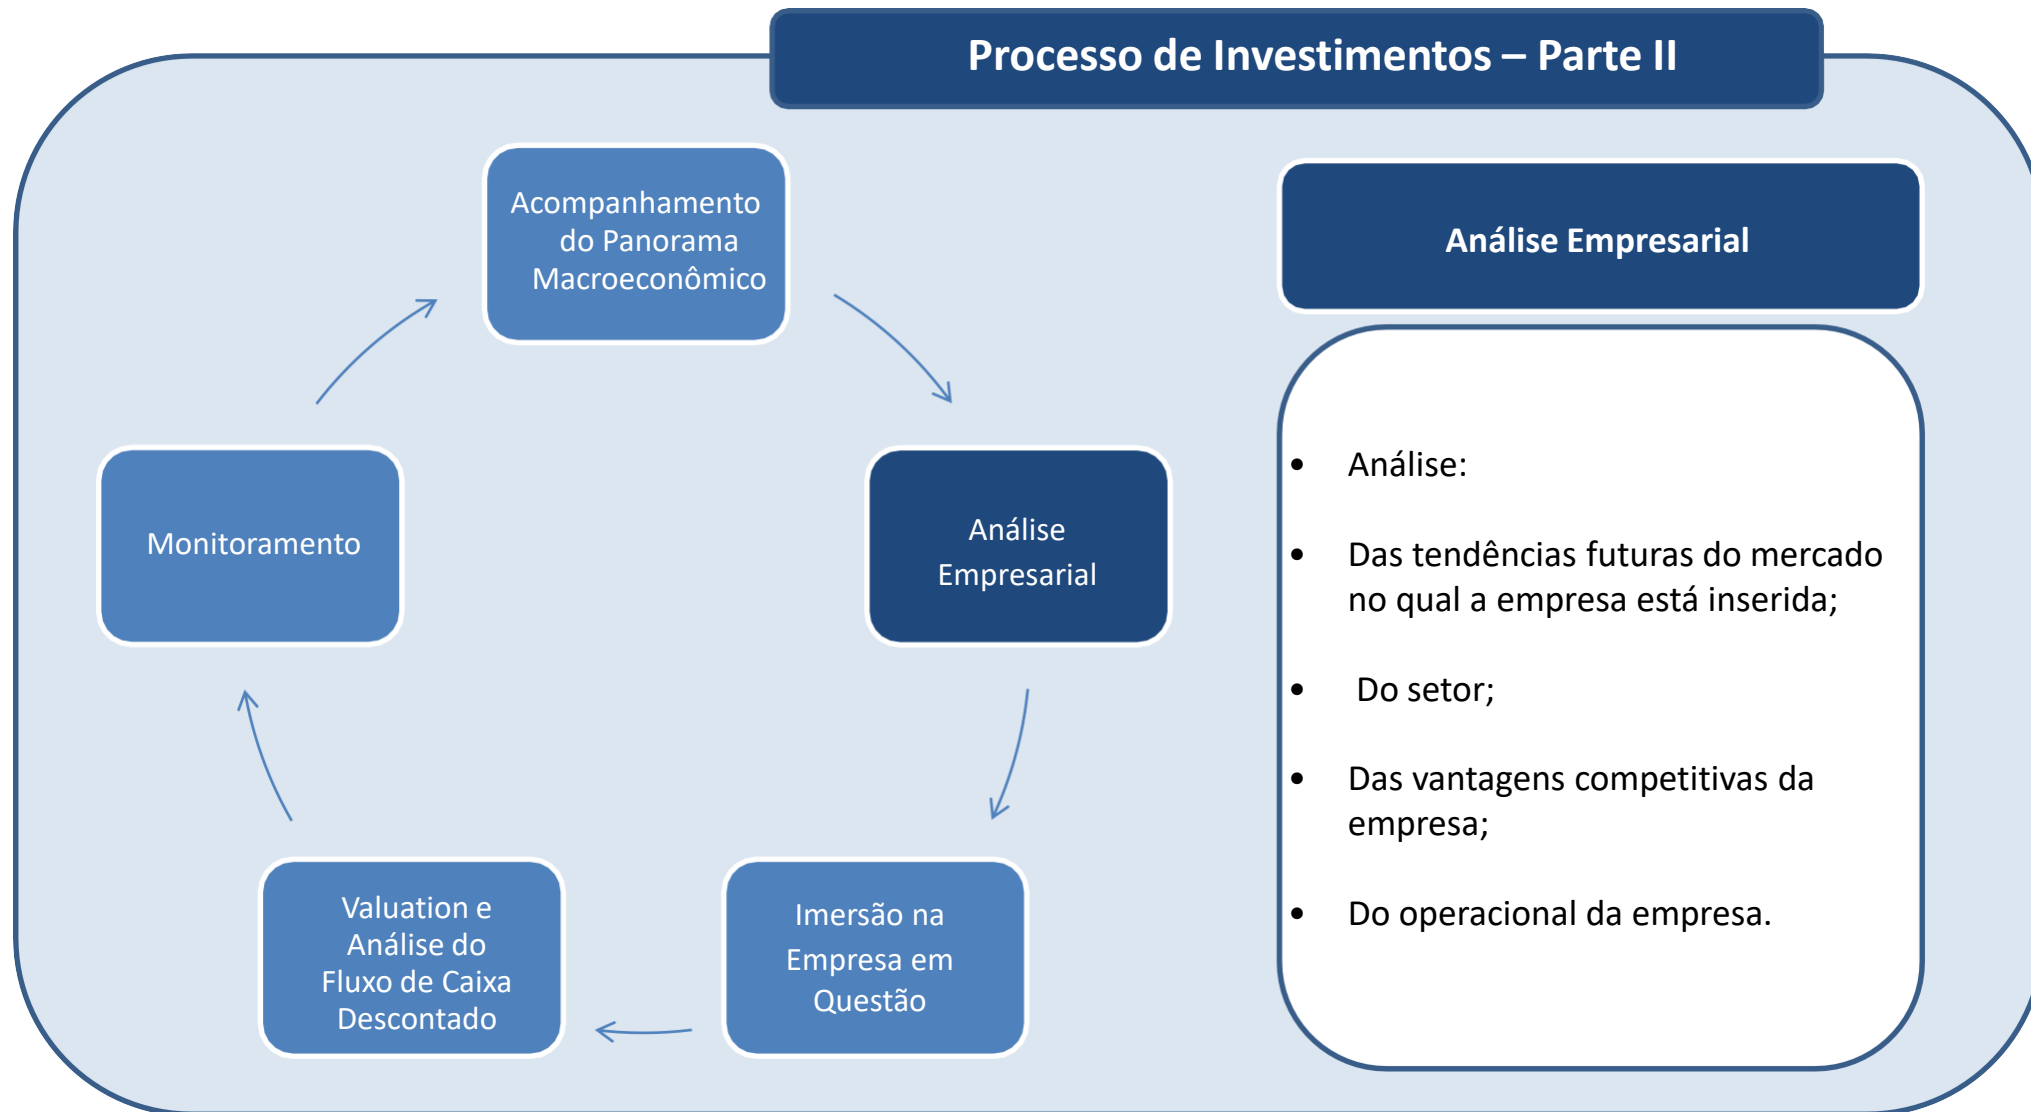 Processo de Investimentos – Parte II
Acompanhamento
do Panorama
Macroeconômico
Análise
Empresarial
Imersão na
Empresa em
Questão
Valuation e
Análise do
Fluxo de Caixa
Descontado
Monitoramento
Análise Empresarial
• Análise:
• Das tendências futuras do mercado
no qual a empresa está inserida;
• Do setor;
• Das vantagens competitivas da
empresa;
• Do operacional da empresa.